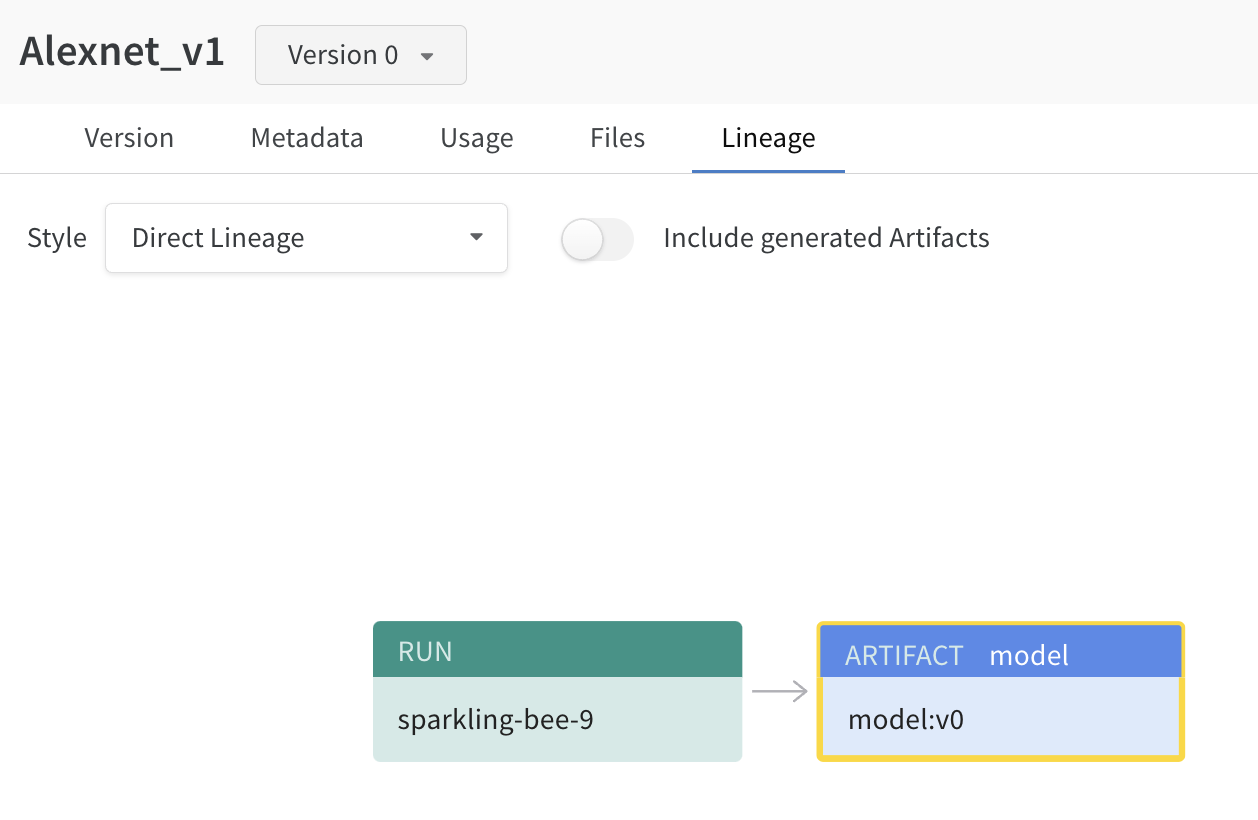 Alexnet_v1 Version 0
Version Metadata Usage Files Lineage
Style Direct Lineage Include generated Artifacts
RUN ARTIFACT model
sparkling-bee-9 model:v0